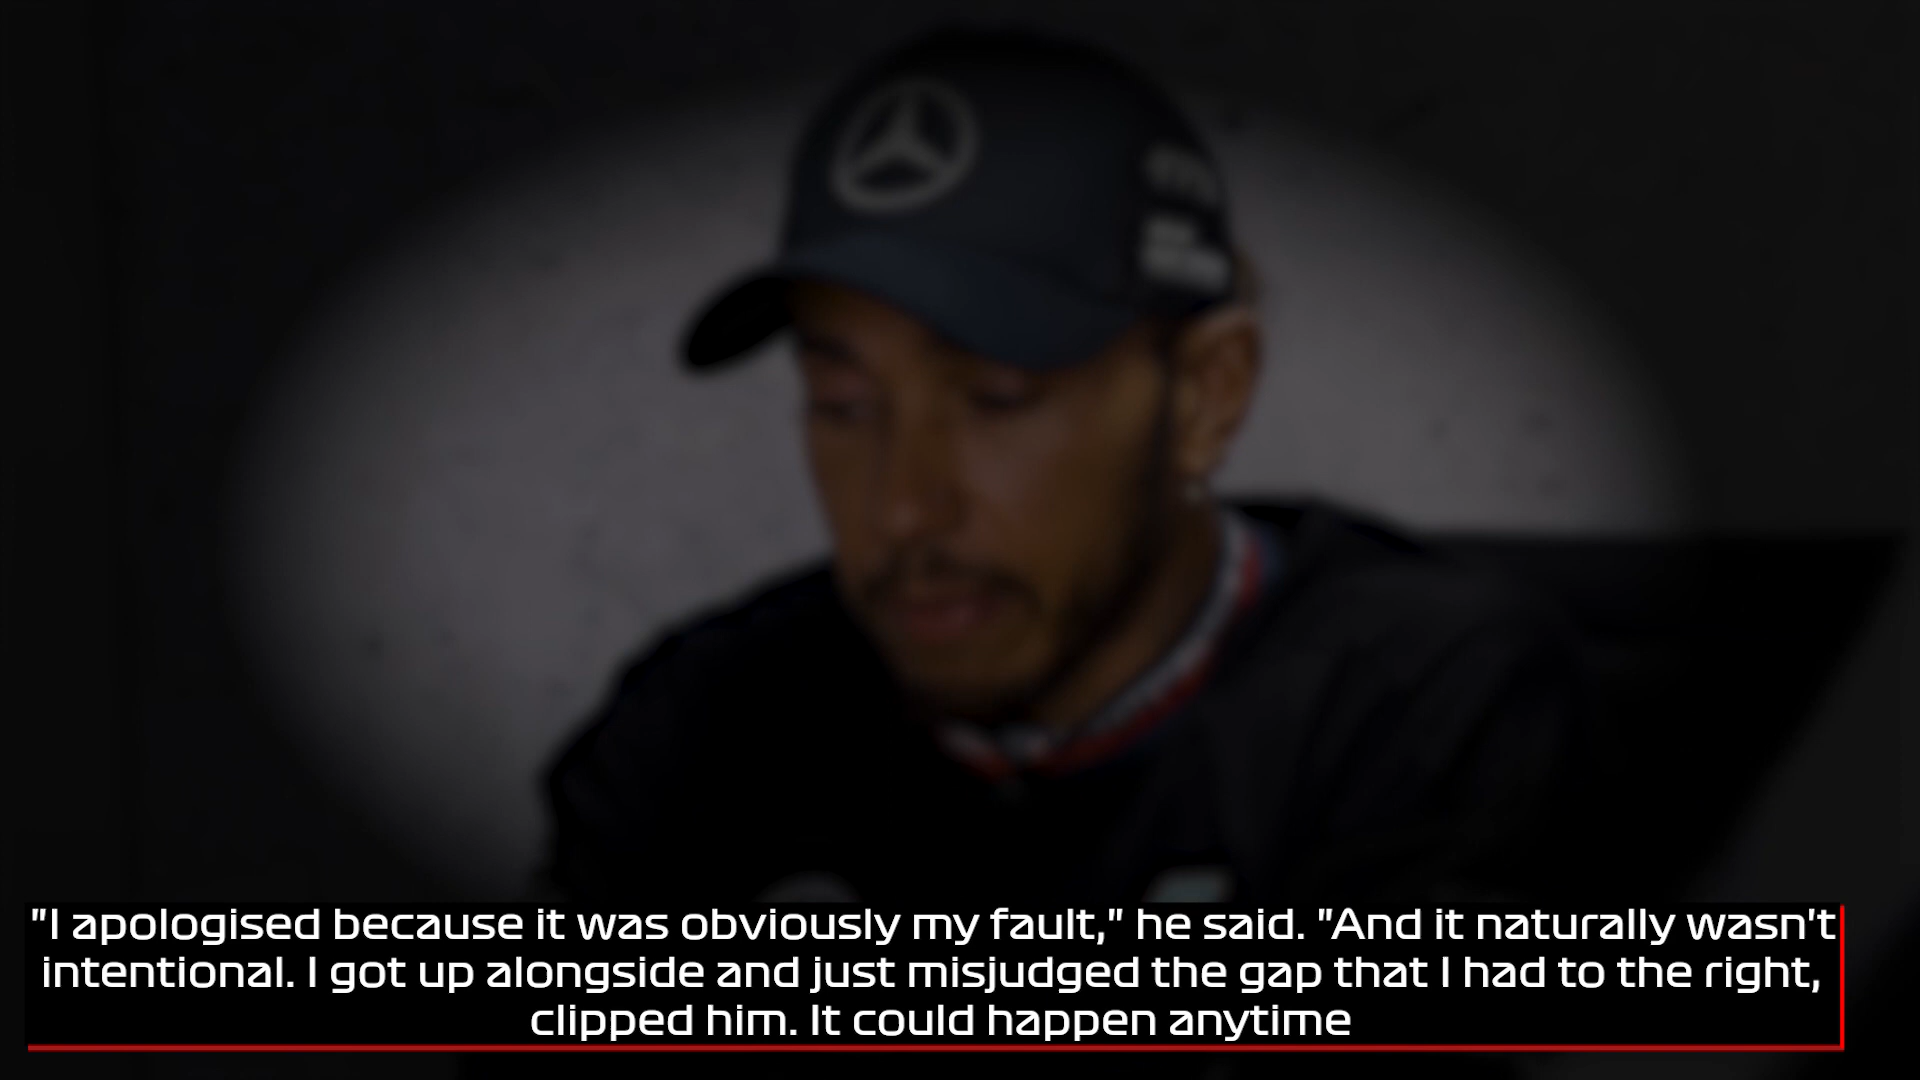 "I apologised because it was obviously my fault," he said. "And it naturally wasn't
intentional. I got up alongside and just misjudged the gap that I had to the right,
clipped him. It could happen anytime